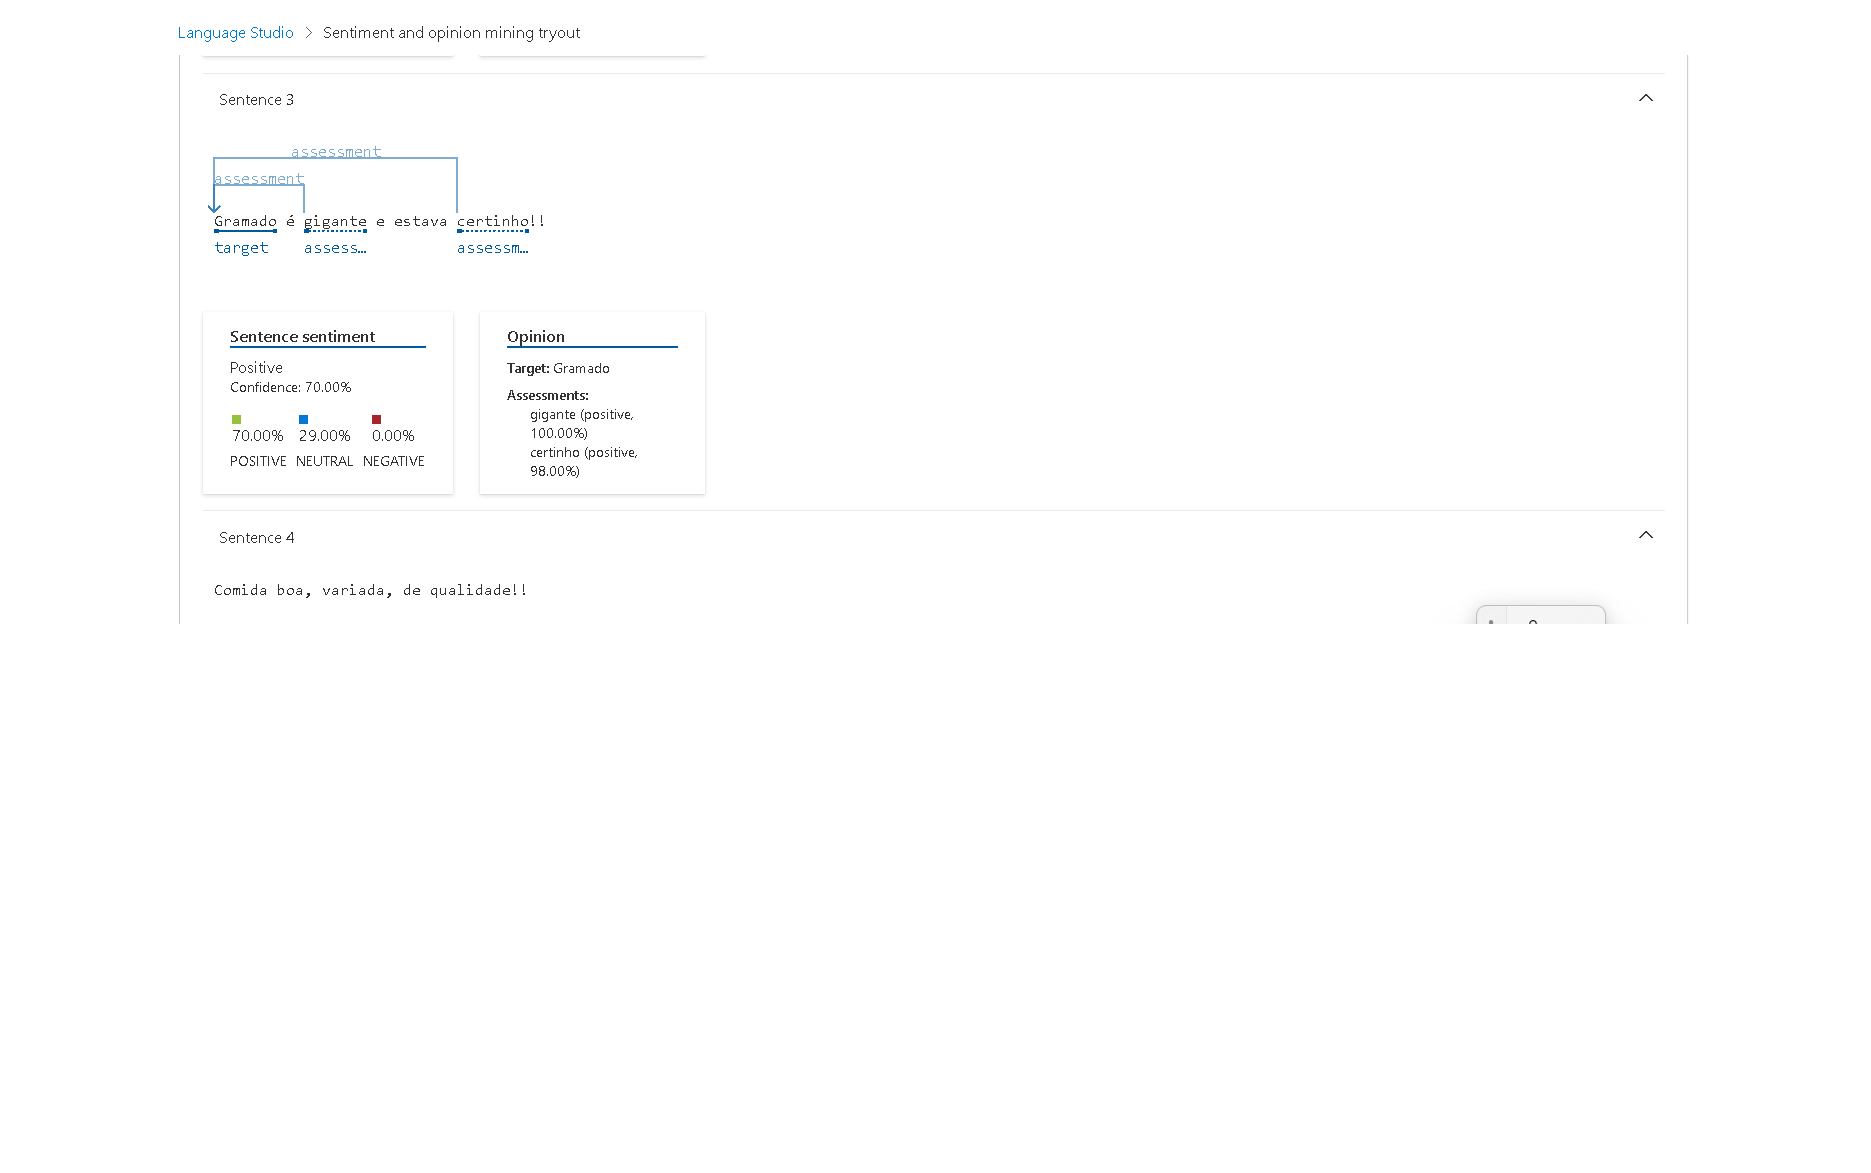 Language Studio > Sentiment and opinion mining tryout
Sentence 3
assessment
assessment
Gramado é gigante e estava certinho!!
target assess… assessm…
Sentence sentiment
Positive
Confidence: 70.00%
70.00% 29.00% 0.00%
POSITIVE NEUTRAL NEGATIVE
Opinion
Target: Gramado
Assessments:
gigante (positive,
100.00%)
certinho (positive,
98.00%)
Sentence 4
Comida boa, variada, de qualidade!!